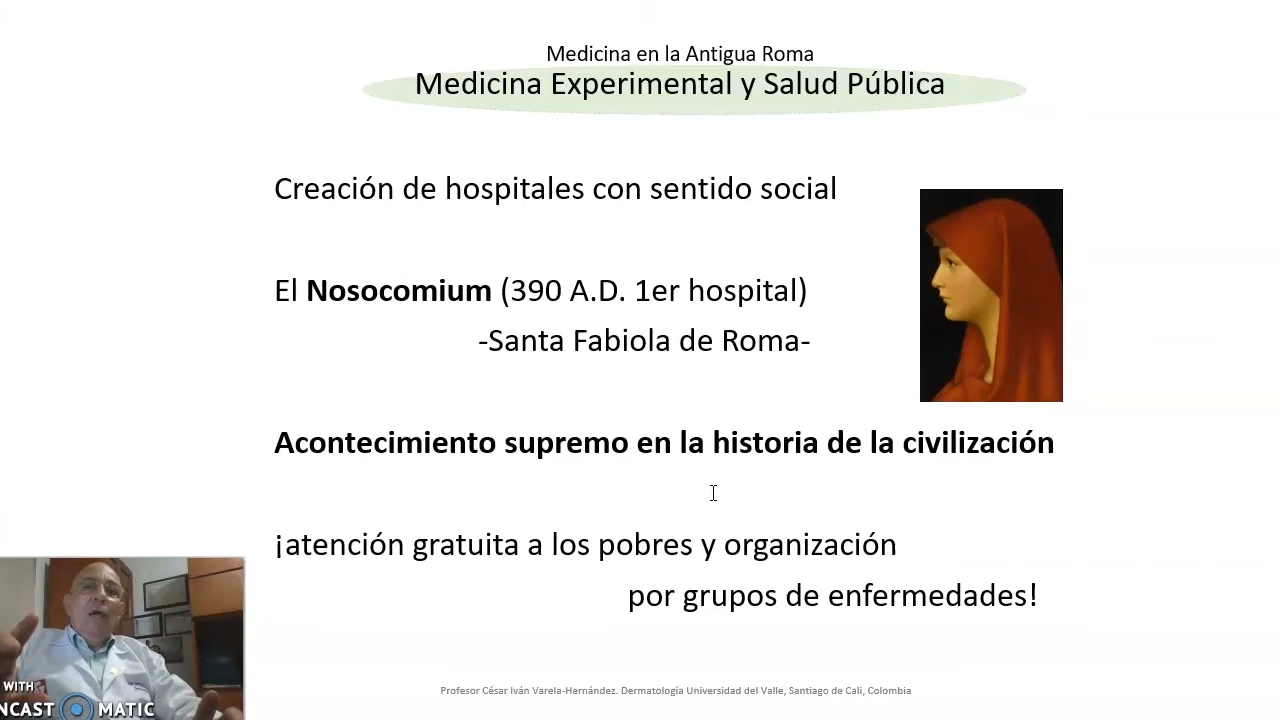 Medicina en la Antigua Roma
Medicina Experimental y Salud Pública
Creación de hospitales con sentido social
El Nosocomium (390 A.D. 1er hospital)
-Santa Fabiola de Roma-
Acontecimiento supremo en la historia de la civilización
¡atención gratuita a los pobres y organización
por grupos de enfermedades!
WITH
NCAST MATIC
Profesor César Iván Varela-Hernández. Dermatología Universidad del Valle, Santiago de Cali, Colombia